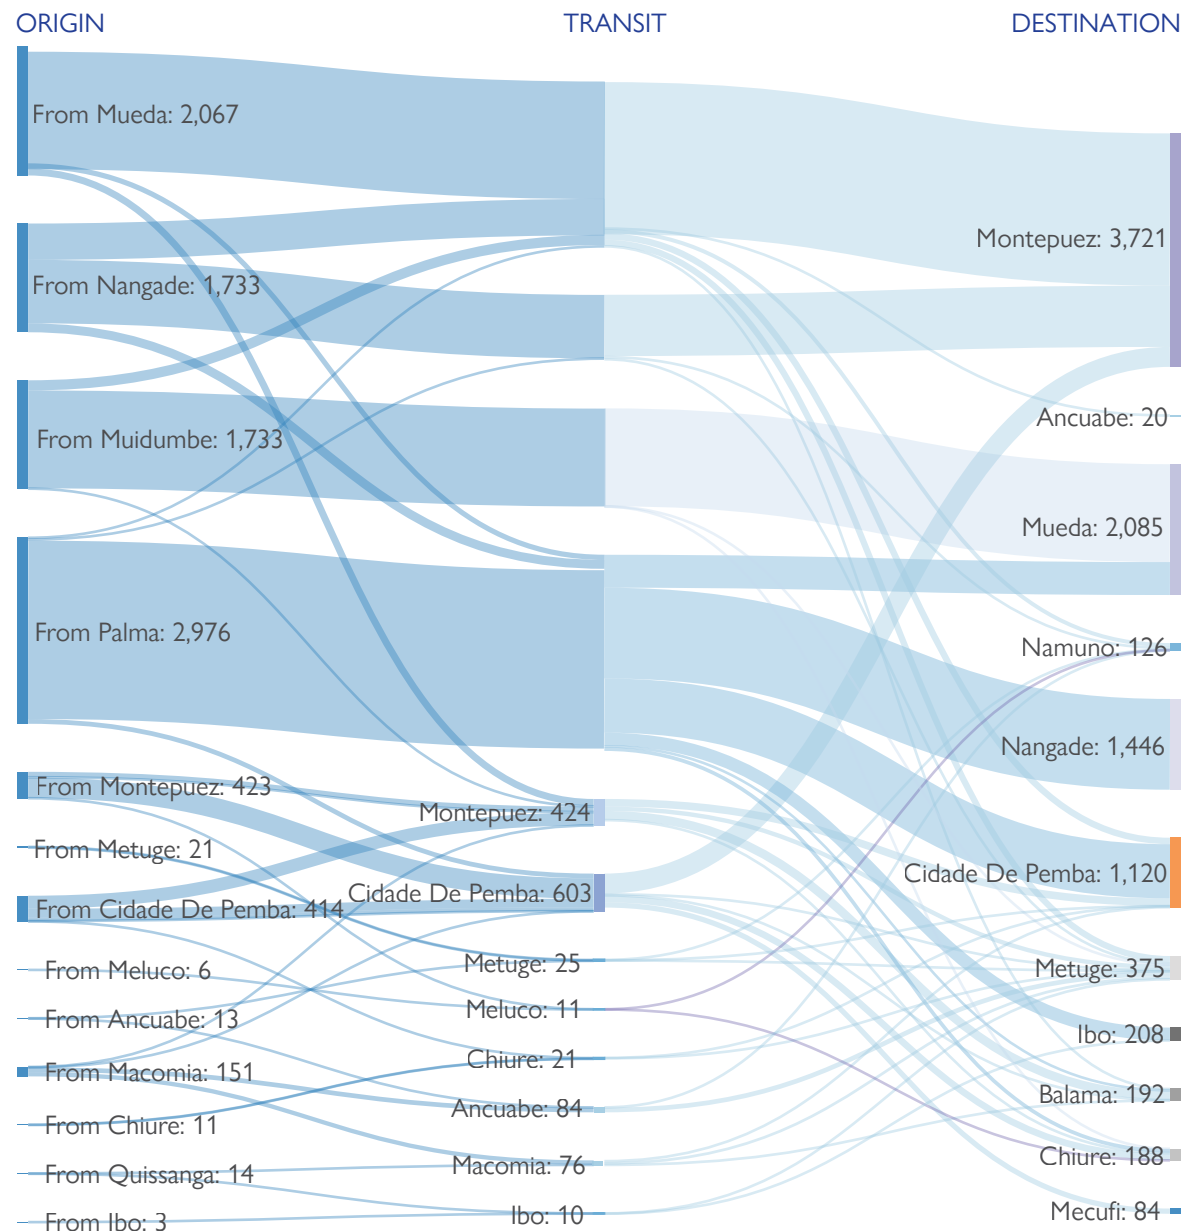 ORIGIN
TRANSIT
DESTINATION
From Mueda: 2,067
From Nangade: 1,733
From Muidumbe: 1,733
From Palma: 2,976
From Montepuez: 423
From Metuge: 21
From Cidade De Pemba: 414
From Meluco: 6
From Ancuabe: 13
From Macomia: 151
From Chiure: 11
From Quissanga: 14
From Ibo: 3
Montepuez: 424
Cidade De Pemba: 603
Metuge: 25
Meluco: 11
Chiure: 21
Ancuabe: 84
Macomia: 76
Ibo: 10
Montepuez: 3,721
Ancuabe: 20
Mueda: 2,085
Namuno: 126
Nangade: 1,446
Cidade De Pemba: 1,120
Metuge: 375
Ibo: 208
Balama: 192
Chiure: 188
Mecufi: 84